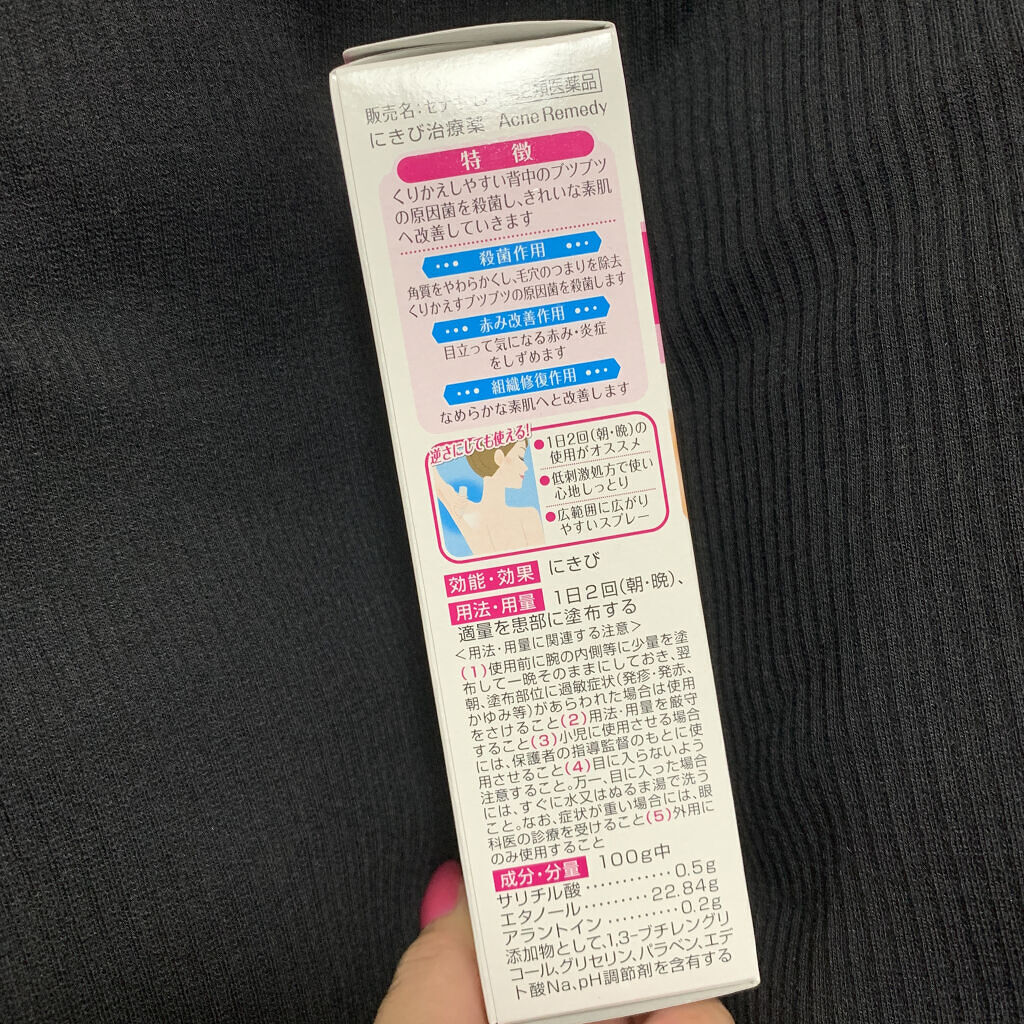 販売名:セナキュア 第2類医薬品
にきび治療薬 Acne Remedy
特 徴
くりかえしやすい背中のブツブツ
の原因菌を殺菌し、きれいな素肌
へ改善していきます
殺菌作用
角質をやわらかくし、毛穴のつまりを除去
くりかえすブツブツの原因菌を殺菌します
赤み改善作用
目立って気になる赤み・炎症
をしずめます
組織修復作用
なめらかな素肌へと改善します
逆さにしても使える!
●1日2回(朝・晩)の
使用がオススメ
●低刺激処方で使い
心地しっとり
●広範囲に広がり
やすいスプレー
効能・効果 にきび
用法・用量 1日2回(朝・晩)、
適量を患部に塗布する
<用法・用量に関連する注意>
(1)使用前に腕の内側等に少量を塗
布して一晩そのままにしておき、翌
朝、塗布部位に過敏症状(発疹・発赤、
かゆみ等)があらわれた場合は使用
をさけること(2)用法・用量を厳守
すること(3)小児に使用させる場合
には、保護者の指導監督のもとに使
用させること(4)目に入らないよう
注意すること。万一、目に入った場合
には、すぐに水又はぬるま湯で洗う
こと。なお、症状が重い場合には、眼
科医の診療を受けること(5)外用に
のみ使用すること
成分・分量 100g中
サリチル酸…………0.5g
エタノール………22.84g
アラントイン………0.2g
添加物として、1,3-ブチレングリ
コール、グリセリン、パラベン、エデ
ト酸Na、pH調節剤を含有する